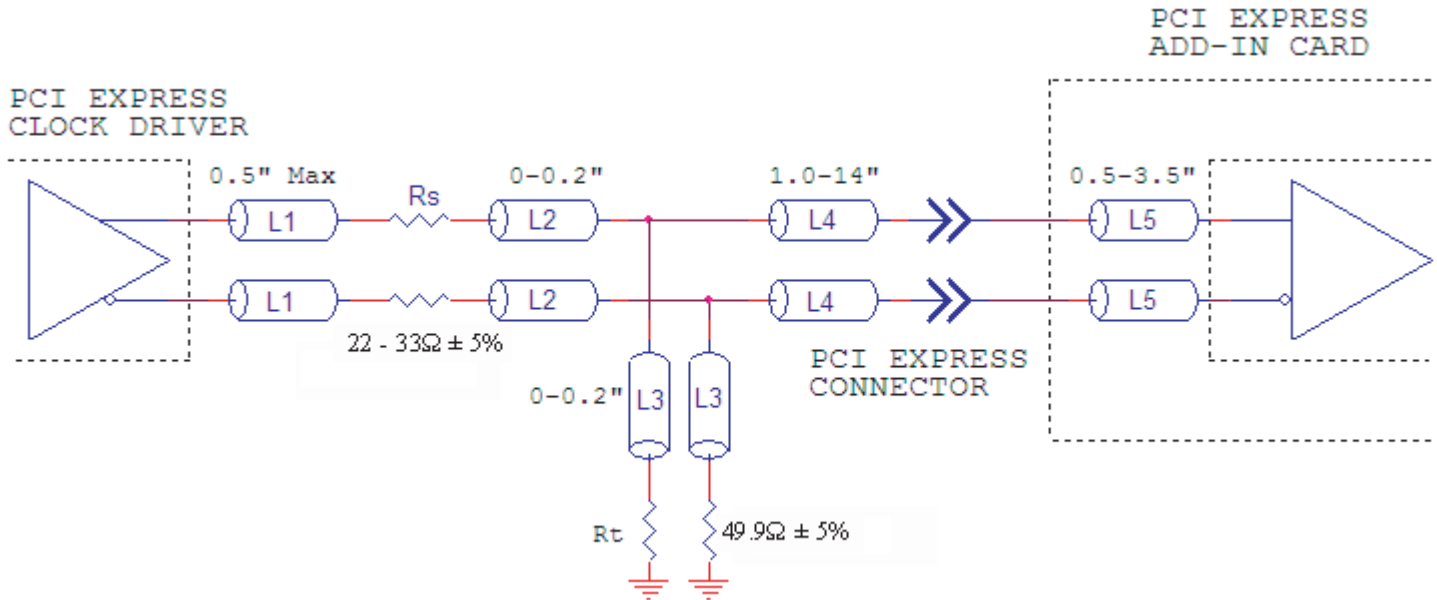 PCI EXPRESS
ADD-IN CARD
PCI EXPRESS
CLOCK DRIVER
0.5" Max
Rs
0-0.2"
1.0-14"
0.5-3.5"
L1
L2
L4
L5
L1
L2
L4
L5
22 - 33Ω ± 5%
PCI EXPRESS
CONNECTOR
0-0.2"
L3
L3
Rt
49.9Ω ± 5%